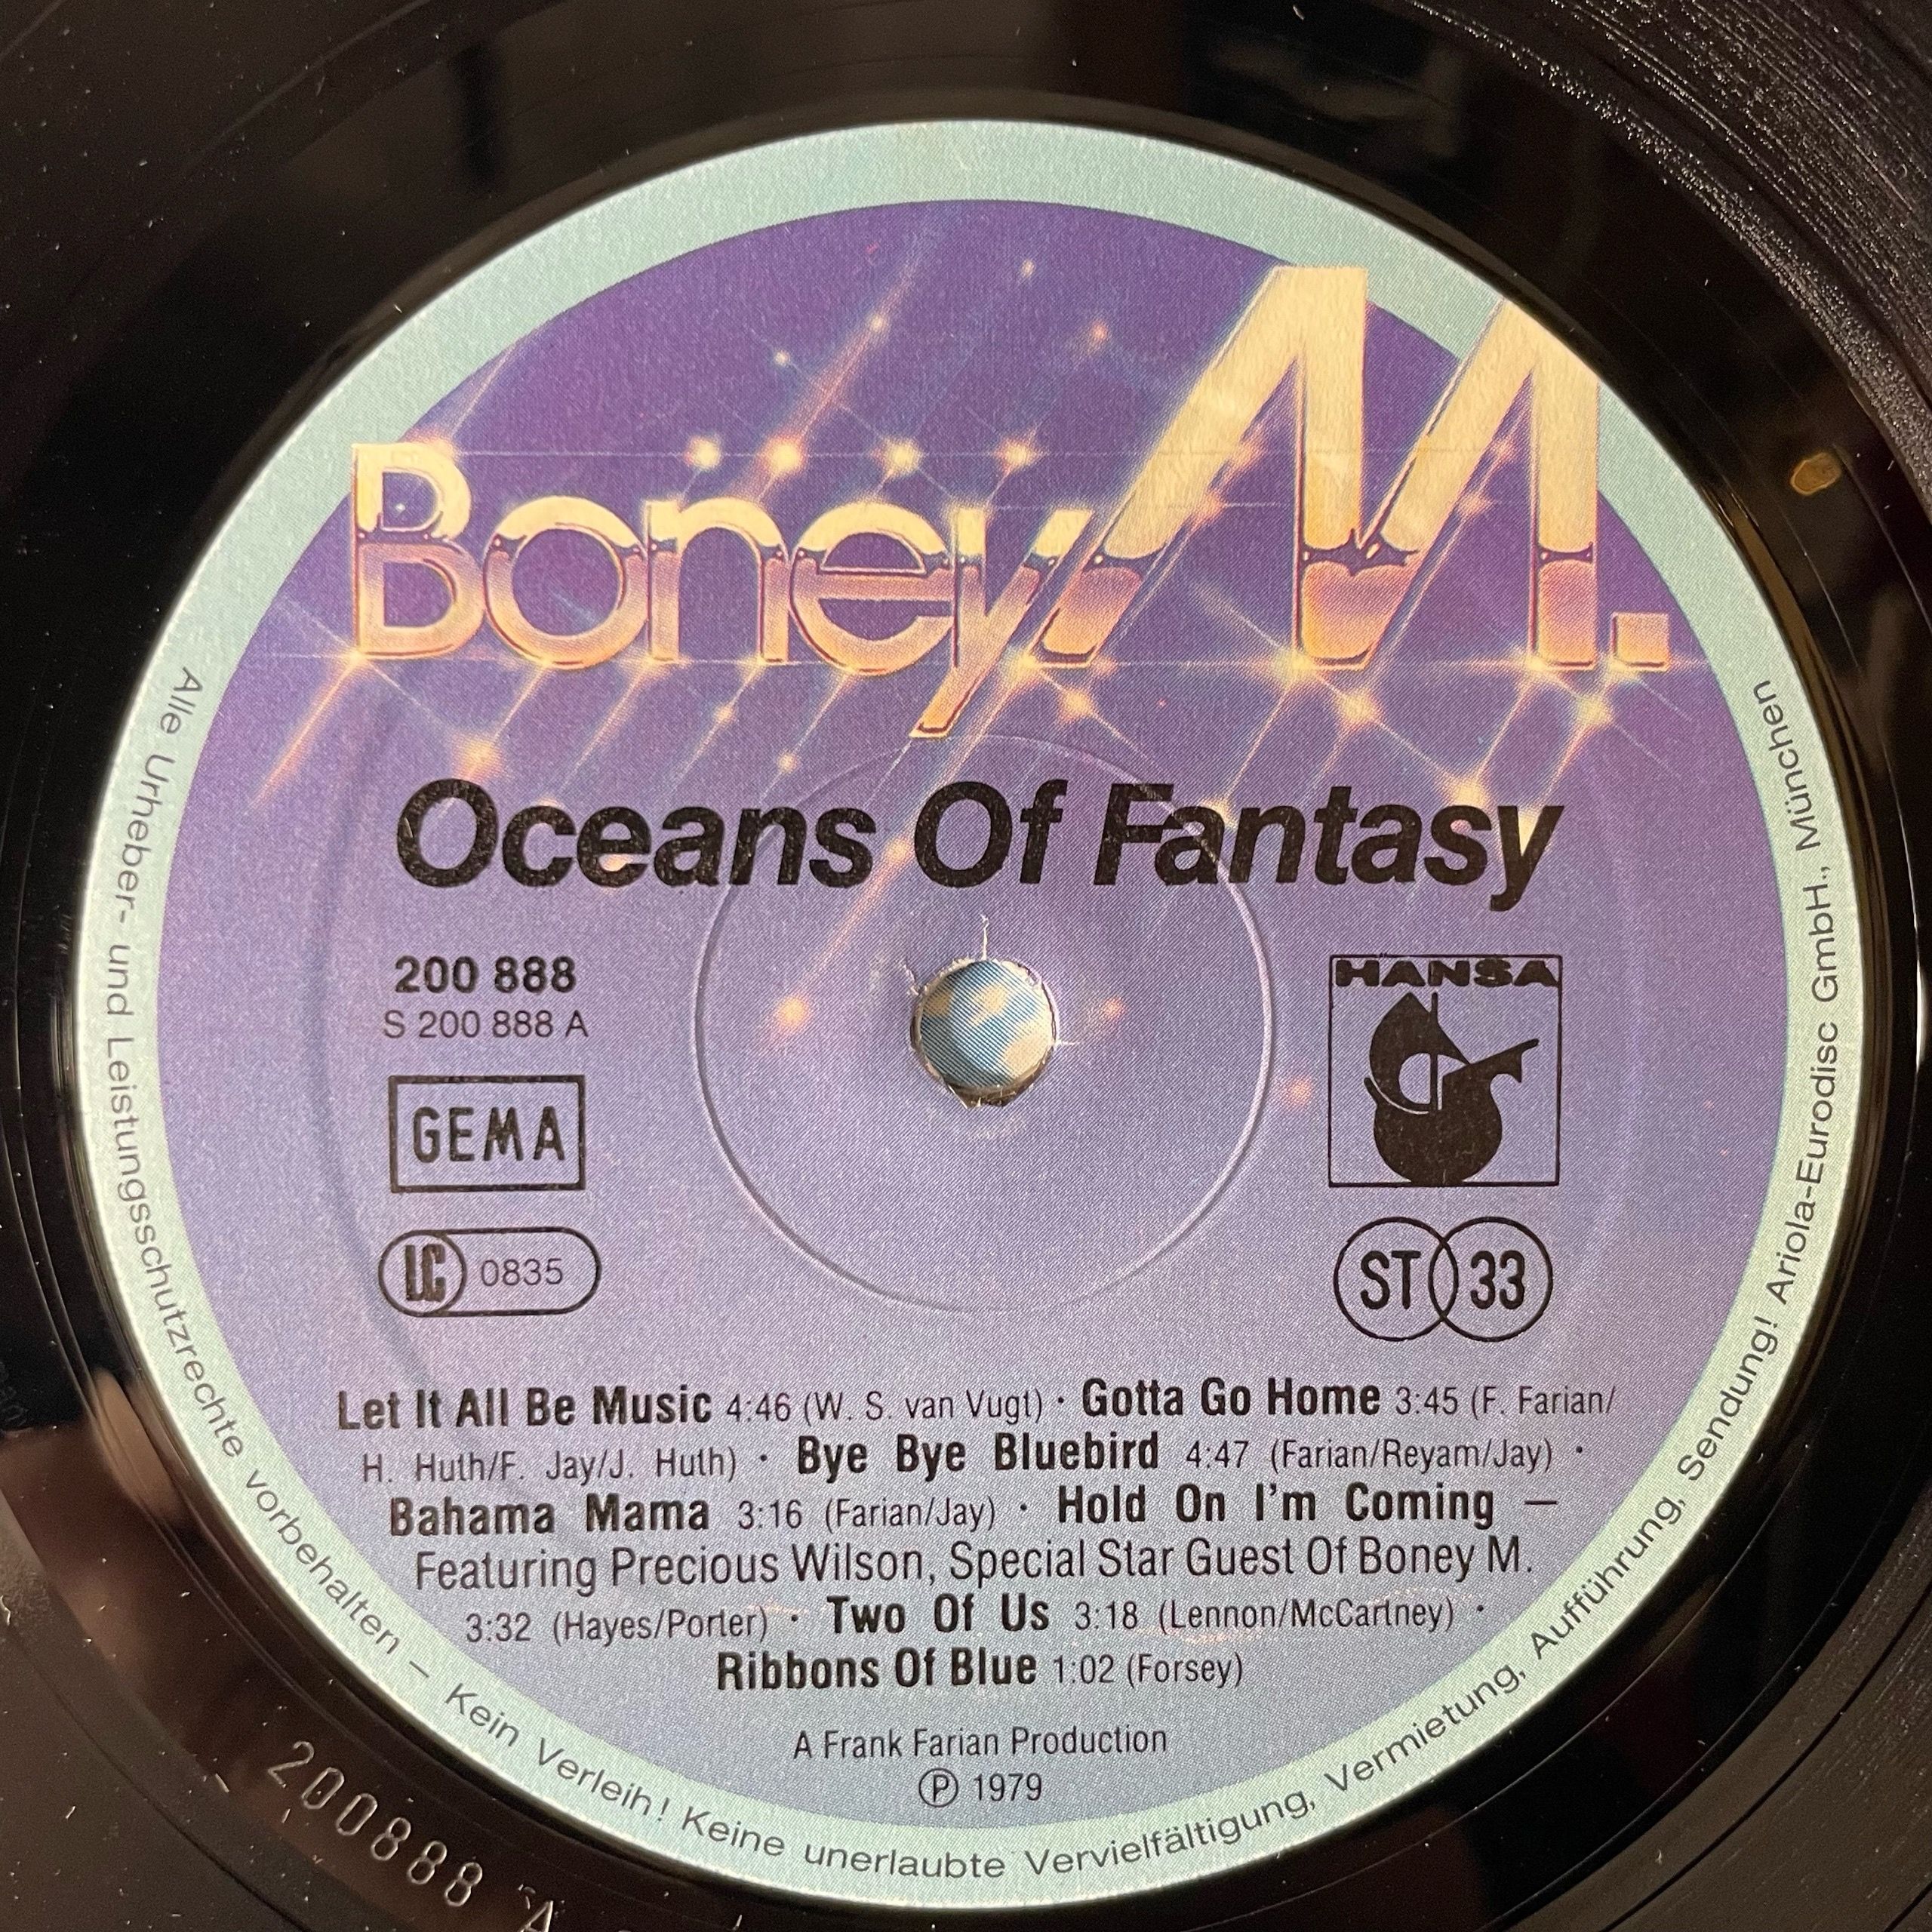 Boney M.
Oceans Of Fantasy
200 888
S 200 888 A
GEMA
LC 0835
HANSA
ST 33
Let It All Be Music 4:46 (W. S. van Vugt) · Gotta Go Home 3:45 (F. Farian/
H. Huth/F. Jay/J. Huth) · Bye Bye Bluebird 4:47 (Farian/Reyam/Jay) ·
Bahama Mama 3:16 (Farian/Jay) · Hold On I'm Coming —
Featuring Precious Wilson, Special Star Guest Of Boney M.
3:32 (Hayes/Porter) · Two Of Us 3:18 (Lennon/McCartney) ·
Ribbons Of Blue 1:02 (Forsey)
A Frank Farian Production
Ⓟ 1979
Alle Urheber- und Leistungsschutzrechte vorbehalten – Kein Verleih! Keine unerlaubte Vervielfältigung, Vermietung, Aufführung, Sendung! Ariola-Eurodisc GmbH., München
200888 A